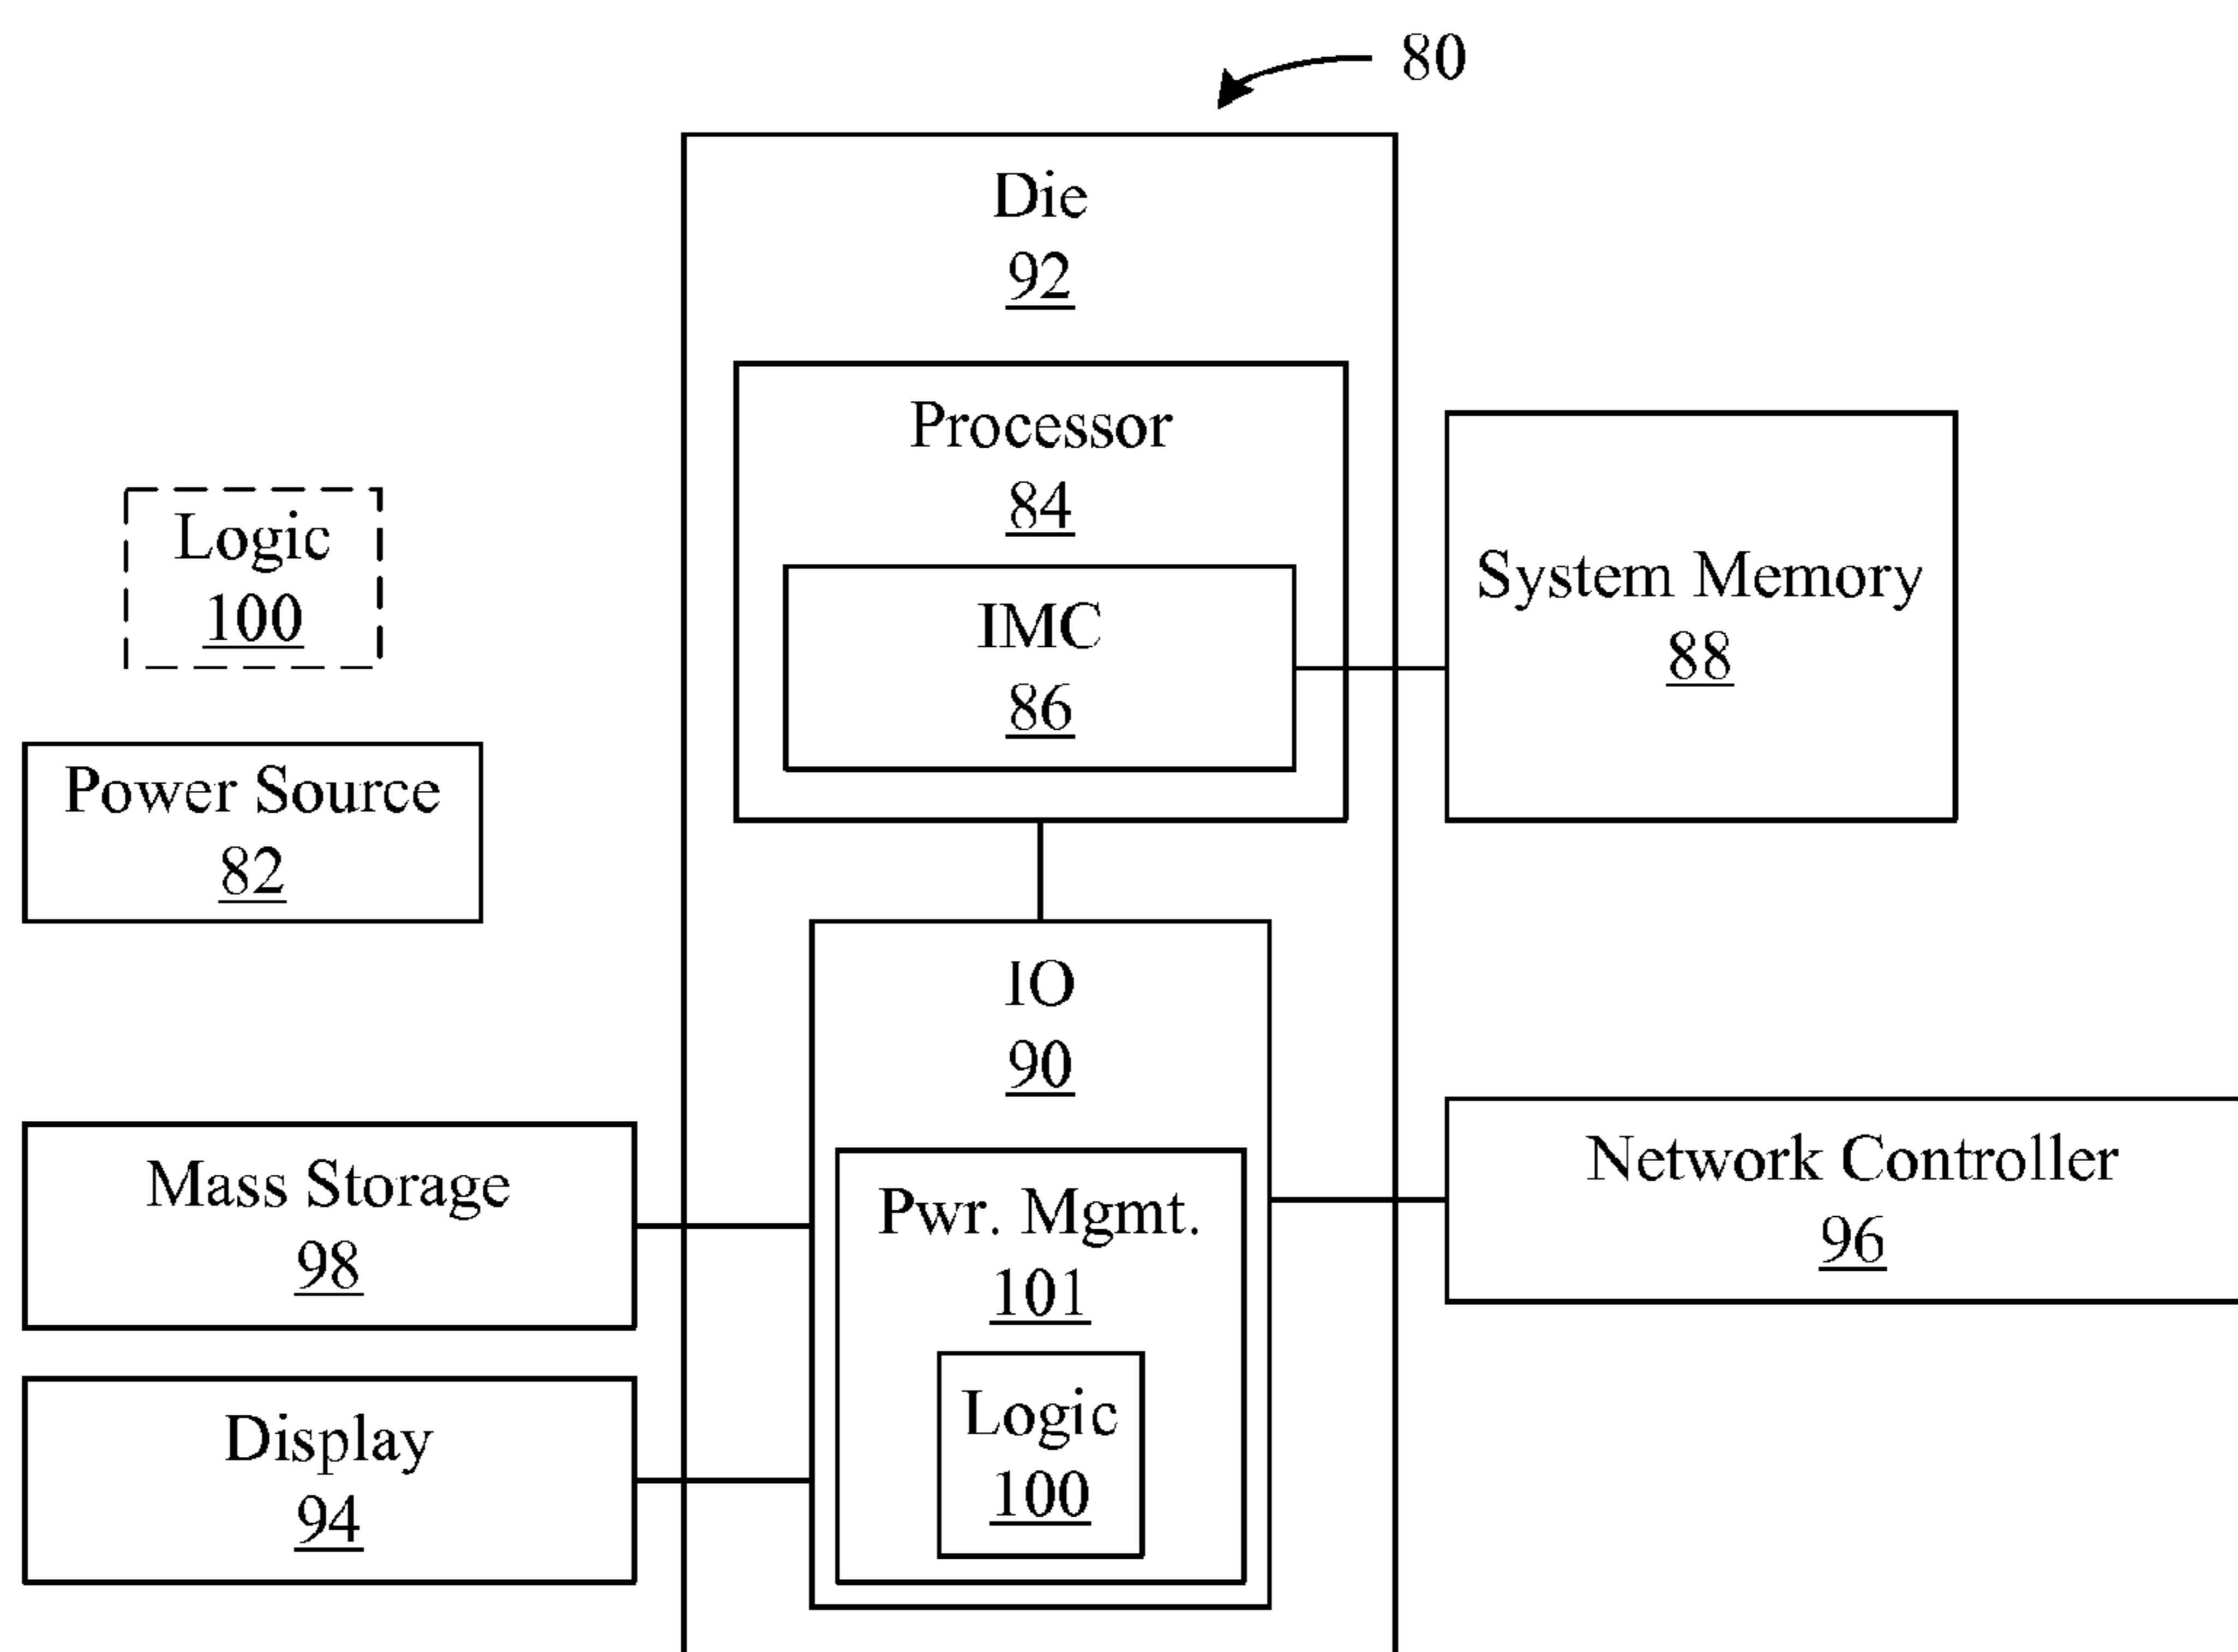 80
Die
92
Processor
84
IMC
86
System Memory
88
Logic
100
Power Source
82
IO
90
Pwr. Mgmt.
101
Logic
100
Mass Storage
98
Display
94
Network Controller
96